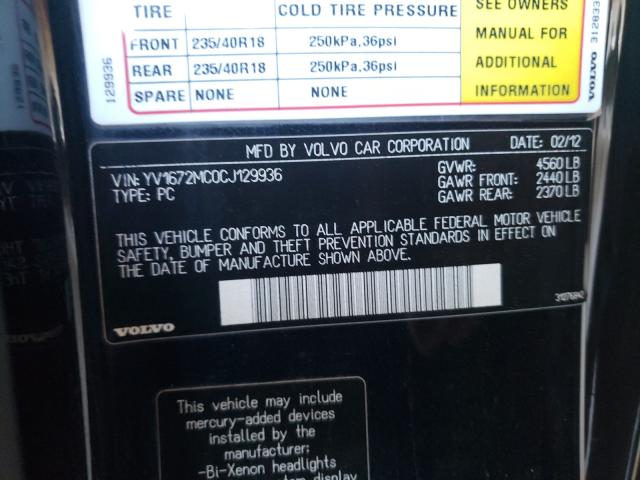 TIRE COLD TIRE PRESSURE SEE OWNERS
FRONT 235/40R18 250kPa,36psi MANUAL FOR
REAR 235/40R18 250kPa,36psi ADDITIONAL
SPARE NONE NONE INFORMATION
129936
VOLVO
MFD BY VOLVO CAR CORPORATION DATE: 02/12
VIN: YV1672MC0CJ129936 GVWR: 4560 LB
TYPE: PC GAWR FRONT: 2440 LB
GAWR REAR: 2370 LB
THIS VEHICLE CONFORMS TO ALL APPLICABLE FEDERAL MOTOR VEHICLE
SAFETY, BUMPER AND THEFT PREVENTION STANDARDS IN EFFECT ON
THE DATE OF MANUFACTURE SHOWN ABOVE.
VOLVO
This vehicle may include
mercury-added devices
installed by the
manufacturer:
-Bi-Xenon headlights
display